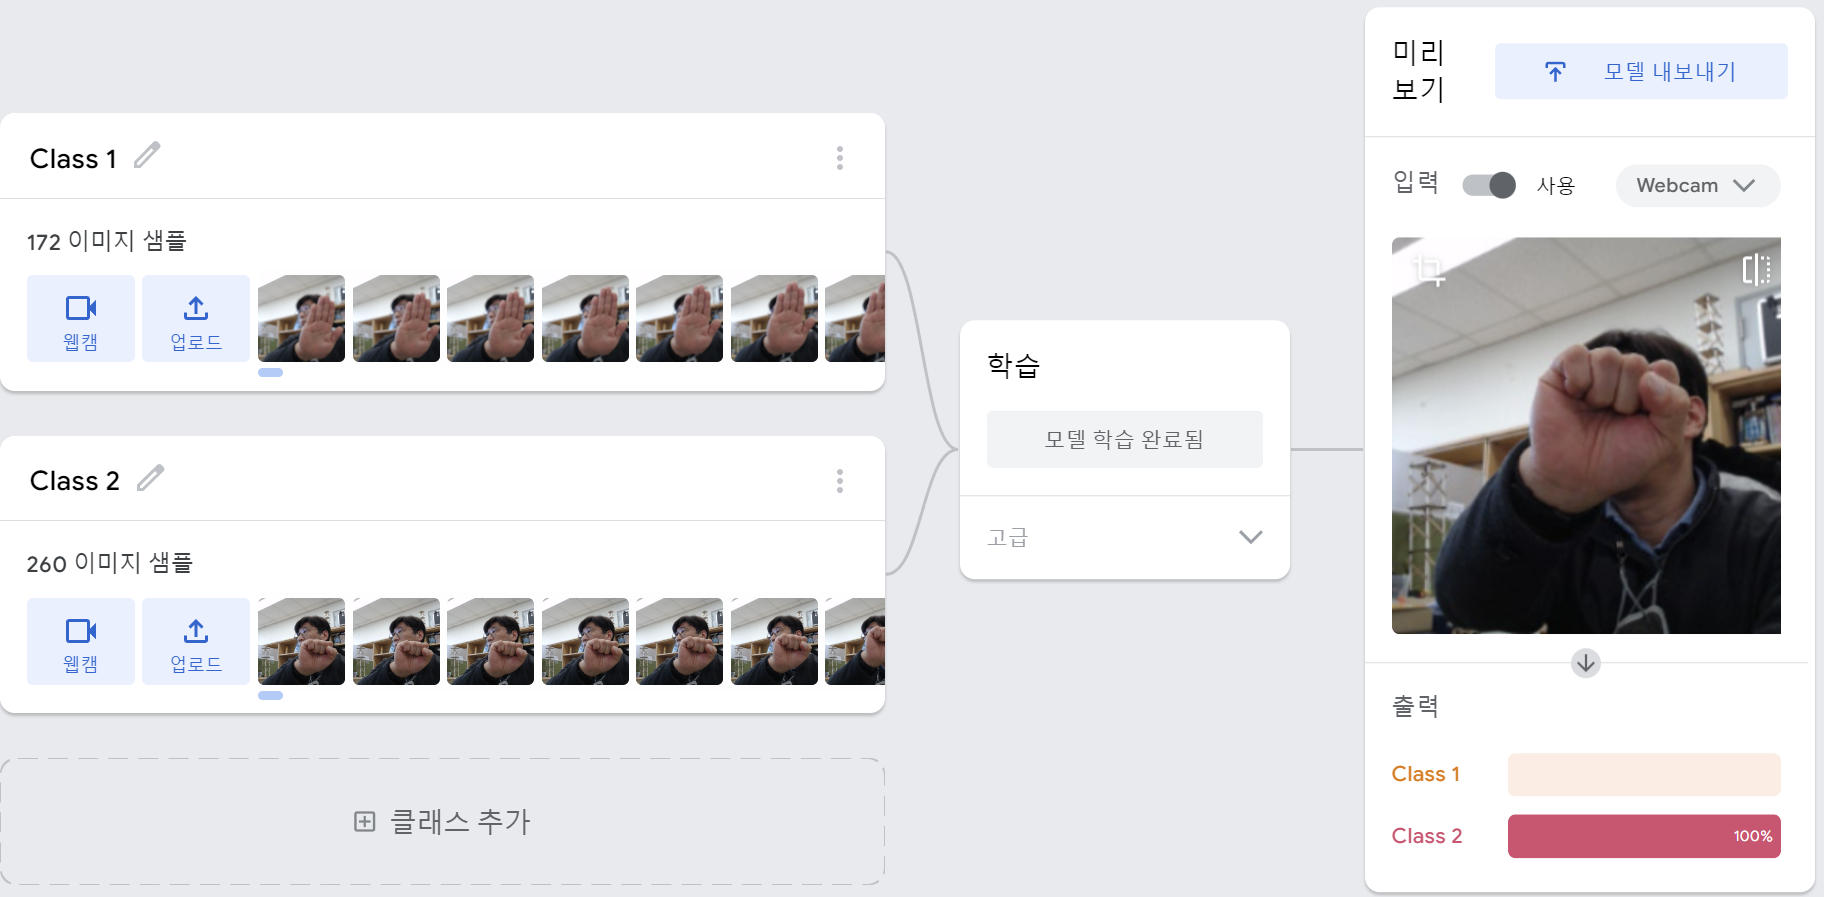 Class 1
172 이미지 샘플
웹캠
업로드
Class 2
260 이미지 샘플
웹캠
업로드
클래스 추가
학습
모델 학습 완료됨
고급
미리
보기
모델 내보내기
입력
사용
Webcam
출력
Class 1
Class 2
100%